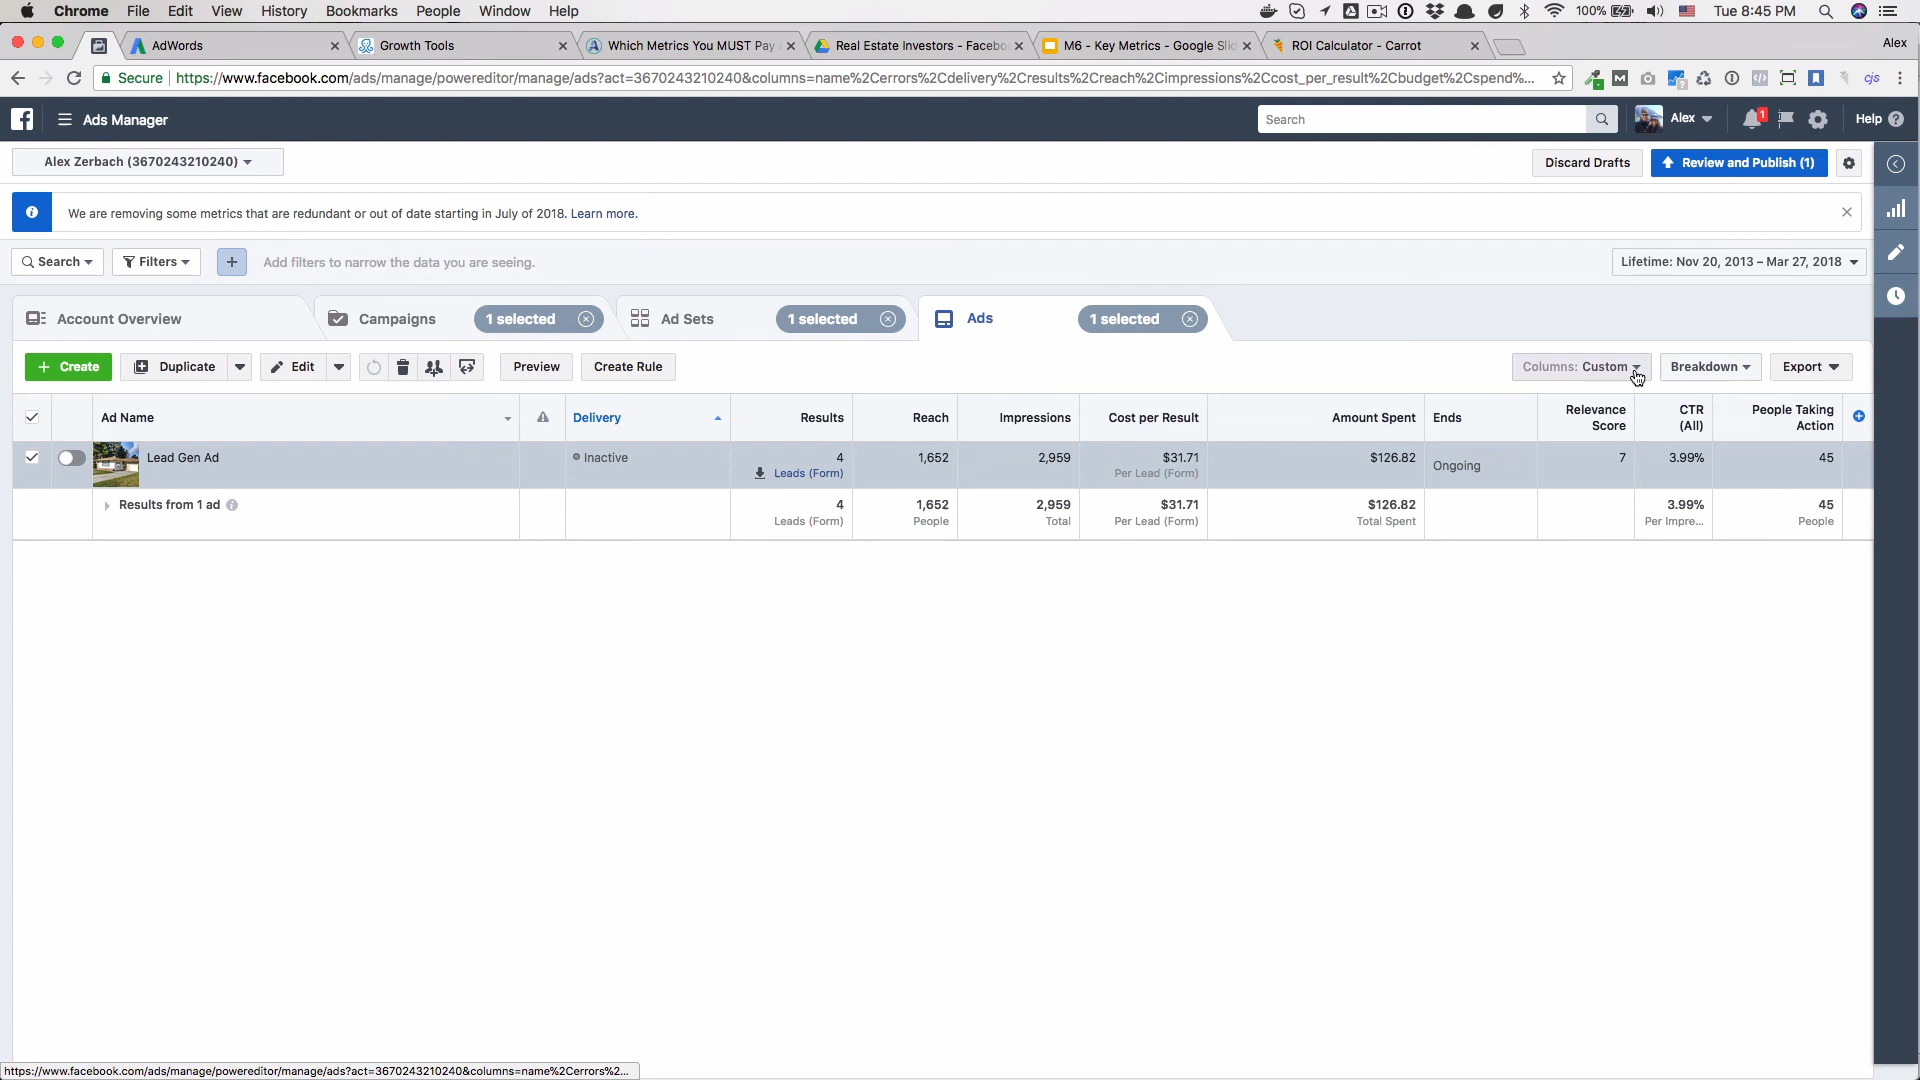 Chrome File Edit View History Bookmarks People Window Help 100% Tue 8:45 PM
AdWords Growth Tools Which Metrics You MUST Pay Real Estate Investors - Facebo M6 - Key Metrics - Google Slid ROI Calculator - Carrot Alex
Secure https://www.facebook.com/ads/manage/powereditor/manage/ads?act=3670243210240&columns=name%2Cerrors%2Cdelivery%2Cresults%2Creach%2Cimpressions%2Ccost_per_result%2Cbudget%2Cspend%... cjs
Ads Manager Search Alex 1 Help
Alex Zerbach (3670243210240) Discard Drafts Review and Publish (1)
We are removing some metrics that are redundant or out of date starting in July of 2018. Learn more.
Search Filters + Add filters to narrow the data you are seeing. Lifetime: Nov 20, 2013 – Mar 27, 2018
Account Overview Campaigns 1 selected Ad Sets 1 selected Ads 1 selected
+ Create Duplicate Edit Preview Create Rule Columns: Custom Breakdown Export
Ad Name Delivery Results Reach Impressions Cost per Result Amount Spent Ends Relevance Score CTR (All) People Taking Action
Lead Gen Ad Inactive 4 1,652 2,959 $31.71 $126.82 Ongoing 7 3.99% 45
Leads (Form) Per Lead (Form)
Results from 1 ad 4 1,652 2,959 $31.71 $126.82 3.99% 45
Leads (Form) People Total Per Lead (Form) Total Spent Per Impre... People
https://www.facebook.com/ads/manage/powereditor/manage/ads?act=3670243210240&columns=name%2Cerrors%2...